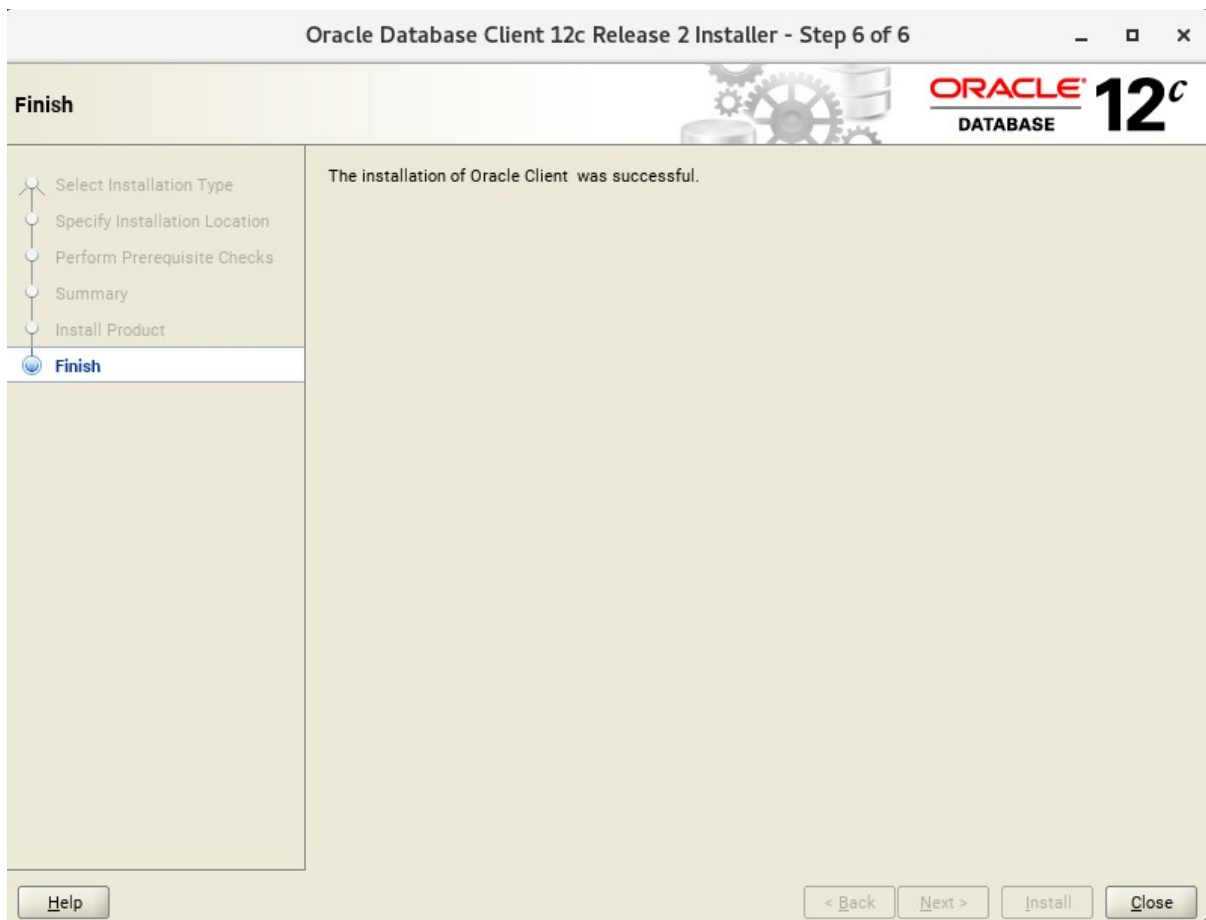 Oracle Database Client 12c Release 2 Installer - Step 6 of 6
Finish
ORACLE
DATABASE
12c
Select Installation Type
Specify Installation Location
Perform Prerequisite Checks
Summary
Install Product
Finish
The installation of Oracle Client  was successful.
Help
< Back
Next >
Install
Close